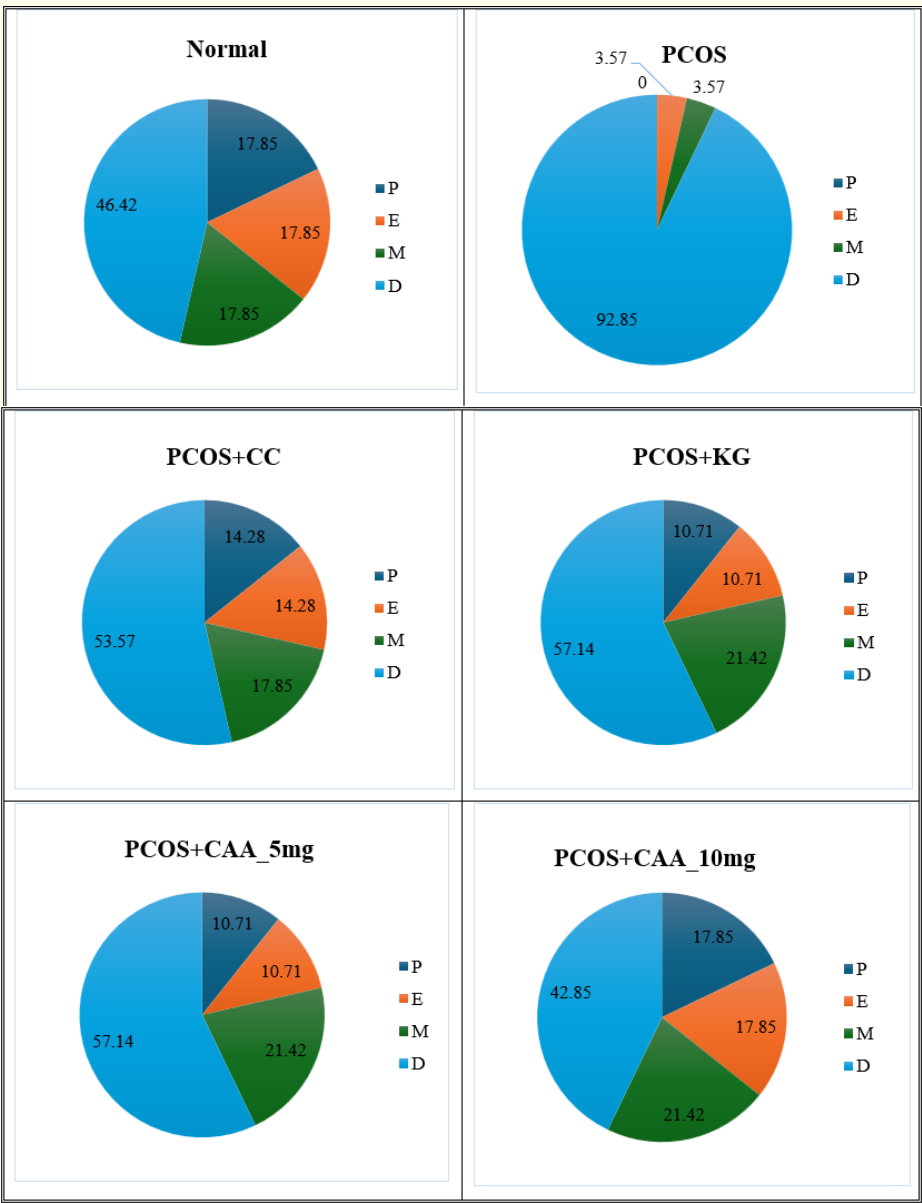 Normal
17.85
17.85
17.85
46.42
P
E
M
D
PCOS
3.57
0
3.57
92.85
P
E
M
D
PCOS+CC
14.28
14.28
17.85
53.57
P
E
M
D
PCOS+KG
10.71
10.71
21.42
57.14
P
E
M
D
PCOS+CAA_5mg
10.71
10.71
21.42
57.14
P
E
M
D
PCOS+CAA_10mg
17.85
17.85
21.42
42.85
P
E
M
D